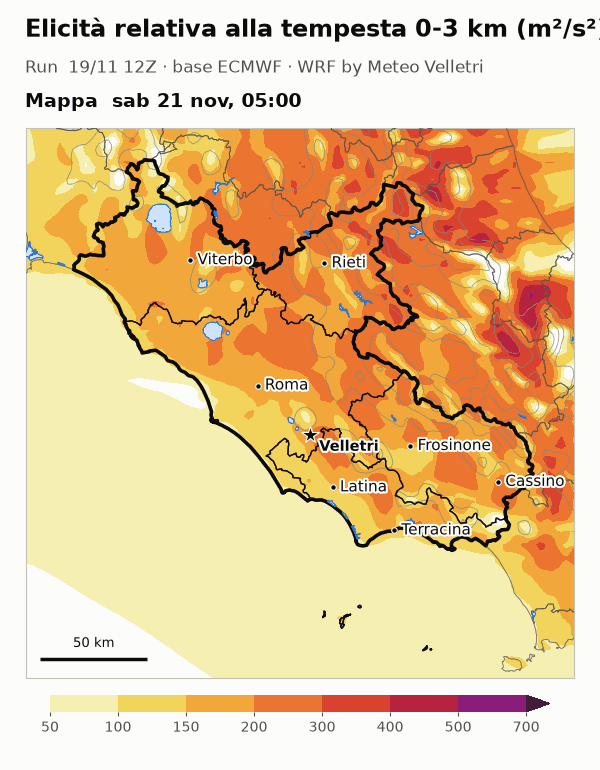 Elicità relativa alla tempesta 0-3 km (m²/s²)
Run  19/11 12Z · base ECMWF · WRF by Meteo Velletri
Mappa  sab 21 nov, 05:00
Viterbo
Rieti
Roma
Velletri
Frosinone
Cassino
Latina
Terracina
50 km
50 100 150 200 300 400 500 700